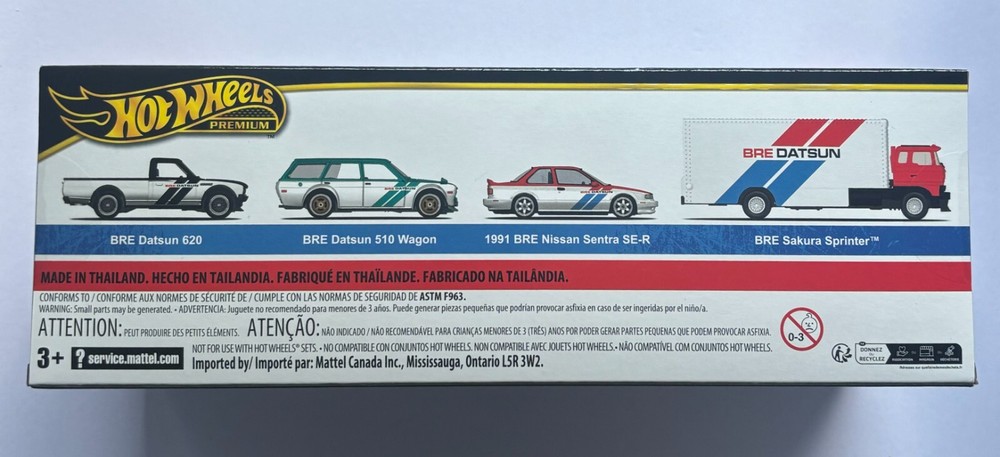 HOT WHEELS
PREMIUM™
BRE DATSUN
BRE Datsun 620
BRE Datsun 510 Wagon
1991 BRE Nissan Sentra SE-R
BRE Sakura Sprinter™
MADE IN THAILAND. HECHO EN TAILANDIA. FABRIQUÉ EN THAÏLANDE. FABRICADO NA TAILÂNDIA.
CONFORMS TO / CONFORME AUX NORMES DE SÉCURITÉ DE / CUMPLE CON LAS NORMAS DE SEGURIDAD DE ASTM F963.
WARNING: Small parts may be generated. • ADVERTENCIA: Juguete no recomendado para menores de 3 años. Puede generar piezas pequeñas que podrían provocar asfixia en caso de ser ingeridas por el niño/a.
ATTENTION: PEUT PRODUIRE DES PETITS ÉLÉMENTS. ATENÇÃO: NÃO INDICADO / NÃO RECOMENDÁVEL PARA CRIANÇAS MENORES DE 3 (TRÊS) ANOS POR PODER GERAR PARTES PEQUENAS QUE PODEM PROVOCAR ASFIXIA.
0-3
NOT FOR USE WITH HOT WHEELS® SETS. • NO COMPATIBLE CON CONJUNTOS HOT WHEELS. NON COMPATIBLE AVEC JOUETS HOT WHEELS. • NÃO COMPATÍVEL COM CONJUNTOS HOT WHEELS.
3+ ? service.mattel.com Imported by/ Importé par: Mattel Canada Inc., Mississauga, Ontario L5R 3W2.
DONNEZ
OU
RECYCLEZ